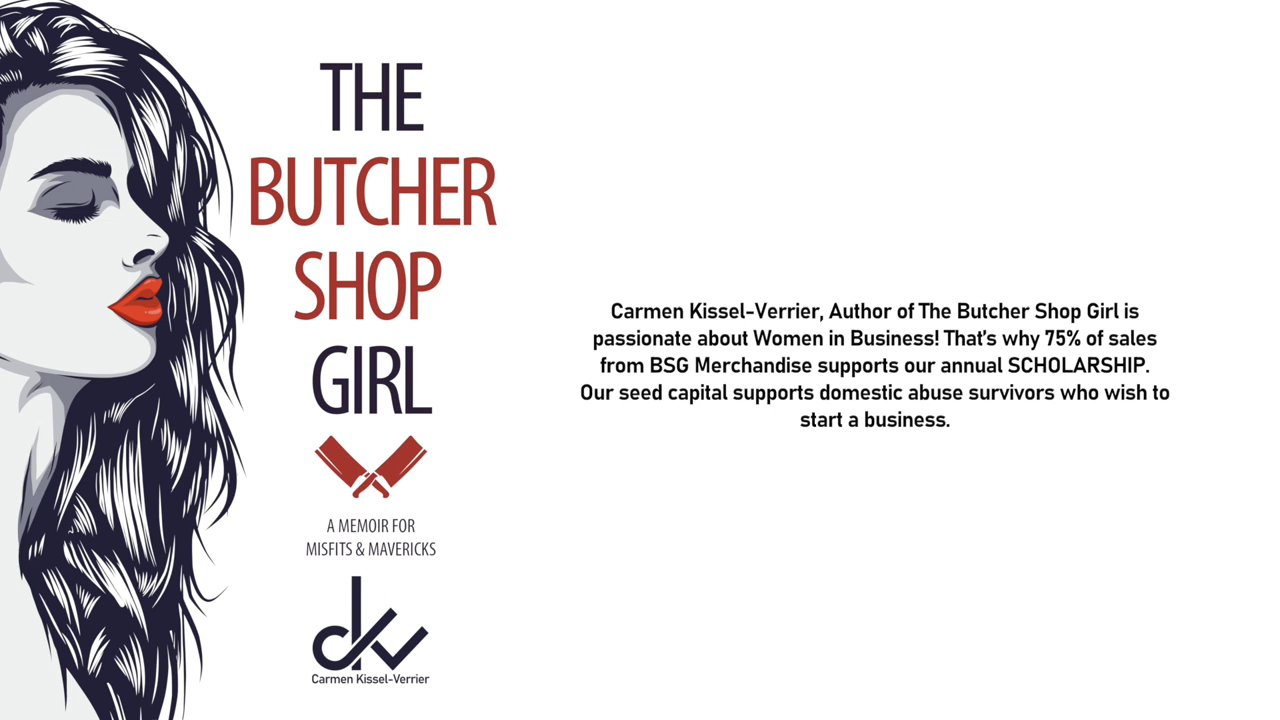 THE
BUTCHER
SHOP
GIRL
A MEMOIR FOR
MISFITS & MAVERICKS
ckv
Carmen Kissel-Verrier
Carmen Kissel-Verrier, Author of The Butcher Shop Girl is
passionate about Women in Business! That's why 75% of sales
from BSG Merchandise supports our annual SCHOLARSHIP.
Our seed capital supports domestic abuse survivors who wish to
start a business.